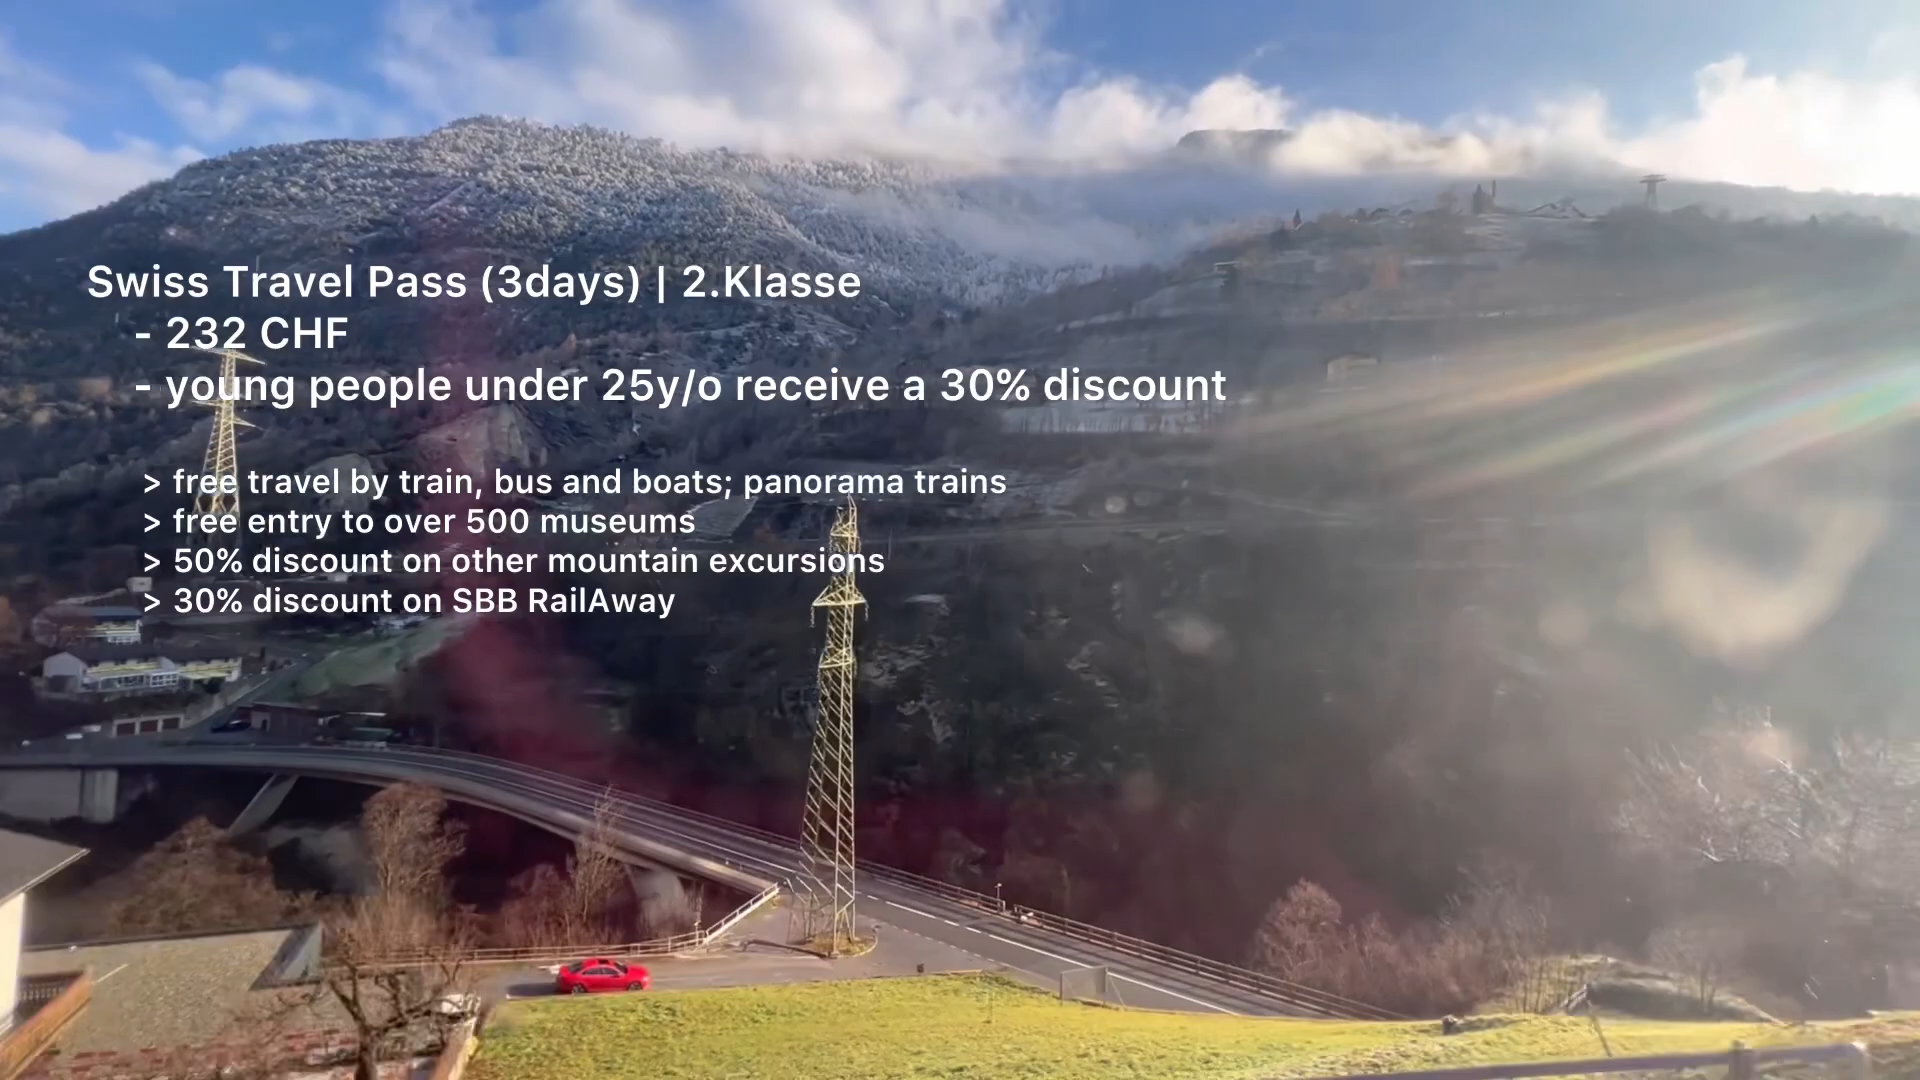 Swiss Travel Pass (3days) | 2.Klasse
- 232 CHF
- young people under 25y/o receive a 30% discount
> free travel by train, bus and boats; panorama trains
> free entry to over 500 museums
> 50% discount on other mountain excursions
> 30% discount on SBB RailAway